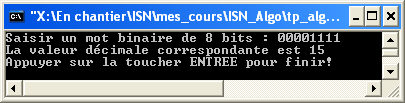 "X:\En chantier\ISN\mes_cours\ISN_Algo\tp_alg...
Saisir un mot binaire de 8 bits : 00001111
La valeur décimale correspondante est 15
Appuyer sur la toucher ENTREE pour finir!